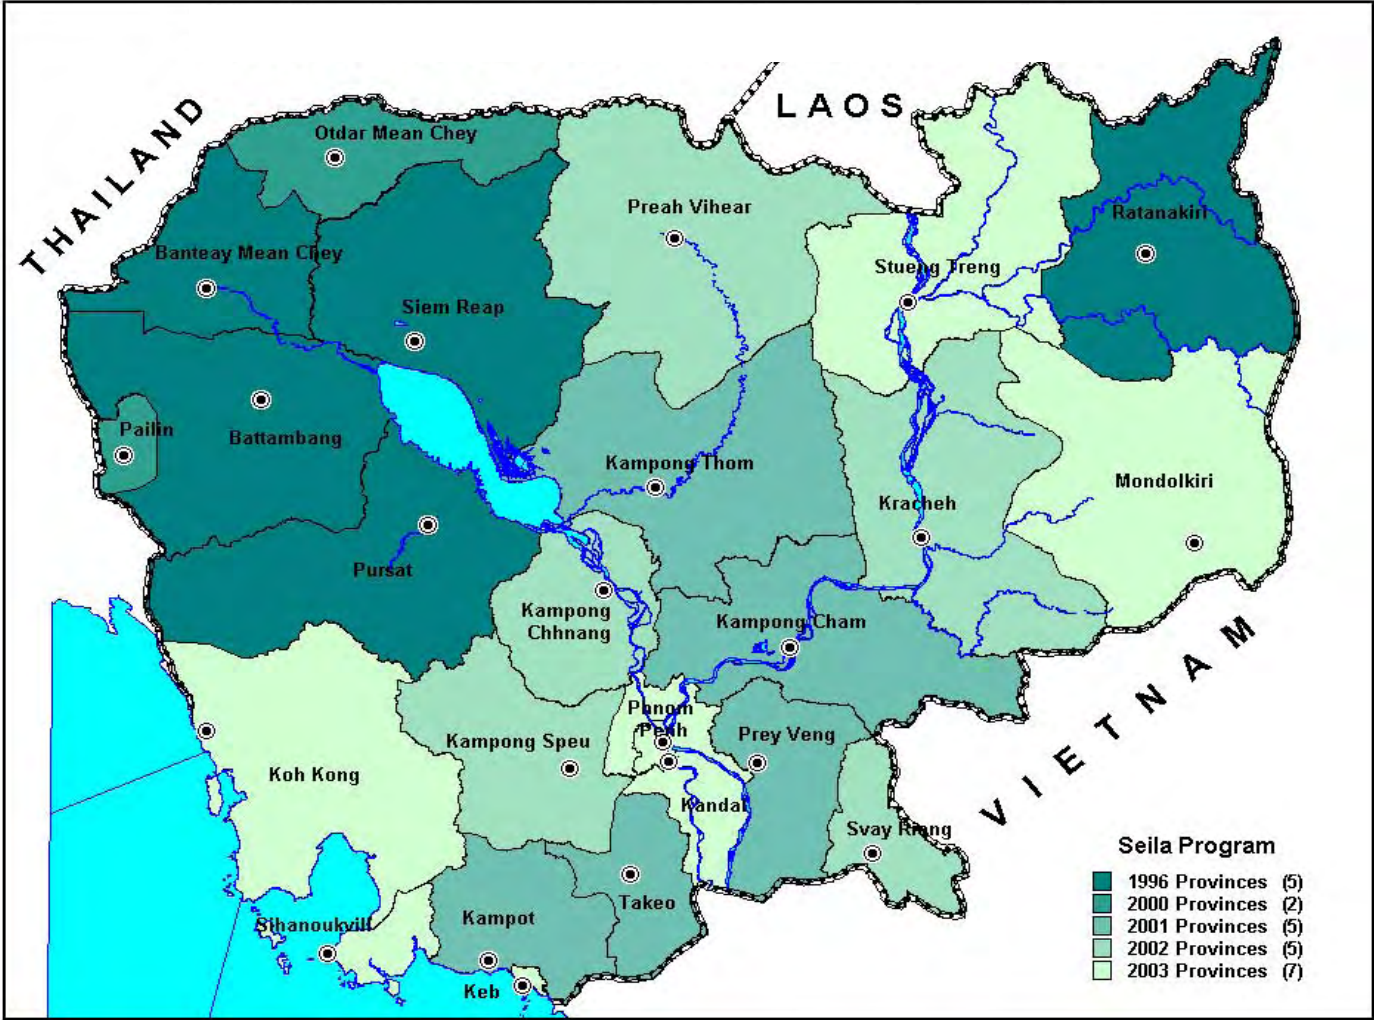 THAILAND
LAOS
Otdar Mean Chey
Preah Vihear
Ratanakiri
Banteay Mean Chey
Stueng Treng
Siem Reap
Pailin
Battambang
Kampong Thom
Mondolkiri
Kracheh
Pursat
Kampong
Chhnang
Kampong Cham
VIETNAM
Phnom
Penh
Prey Veng
Kampong Speu
Koh Kong
Kandal
Svay Rieng
Takeo
Kampot
Sihanoukvill
Keb
Seila Program
1996 Provinces (5)
2000 Provinces (2)
2001 Provinces (5)
2002 Provinces (5)
2003 Provinces (7)